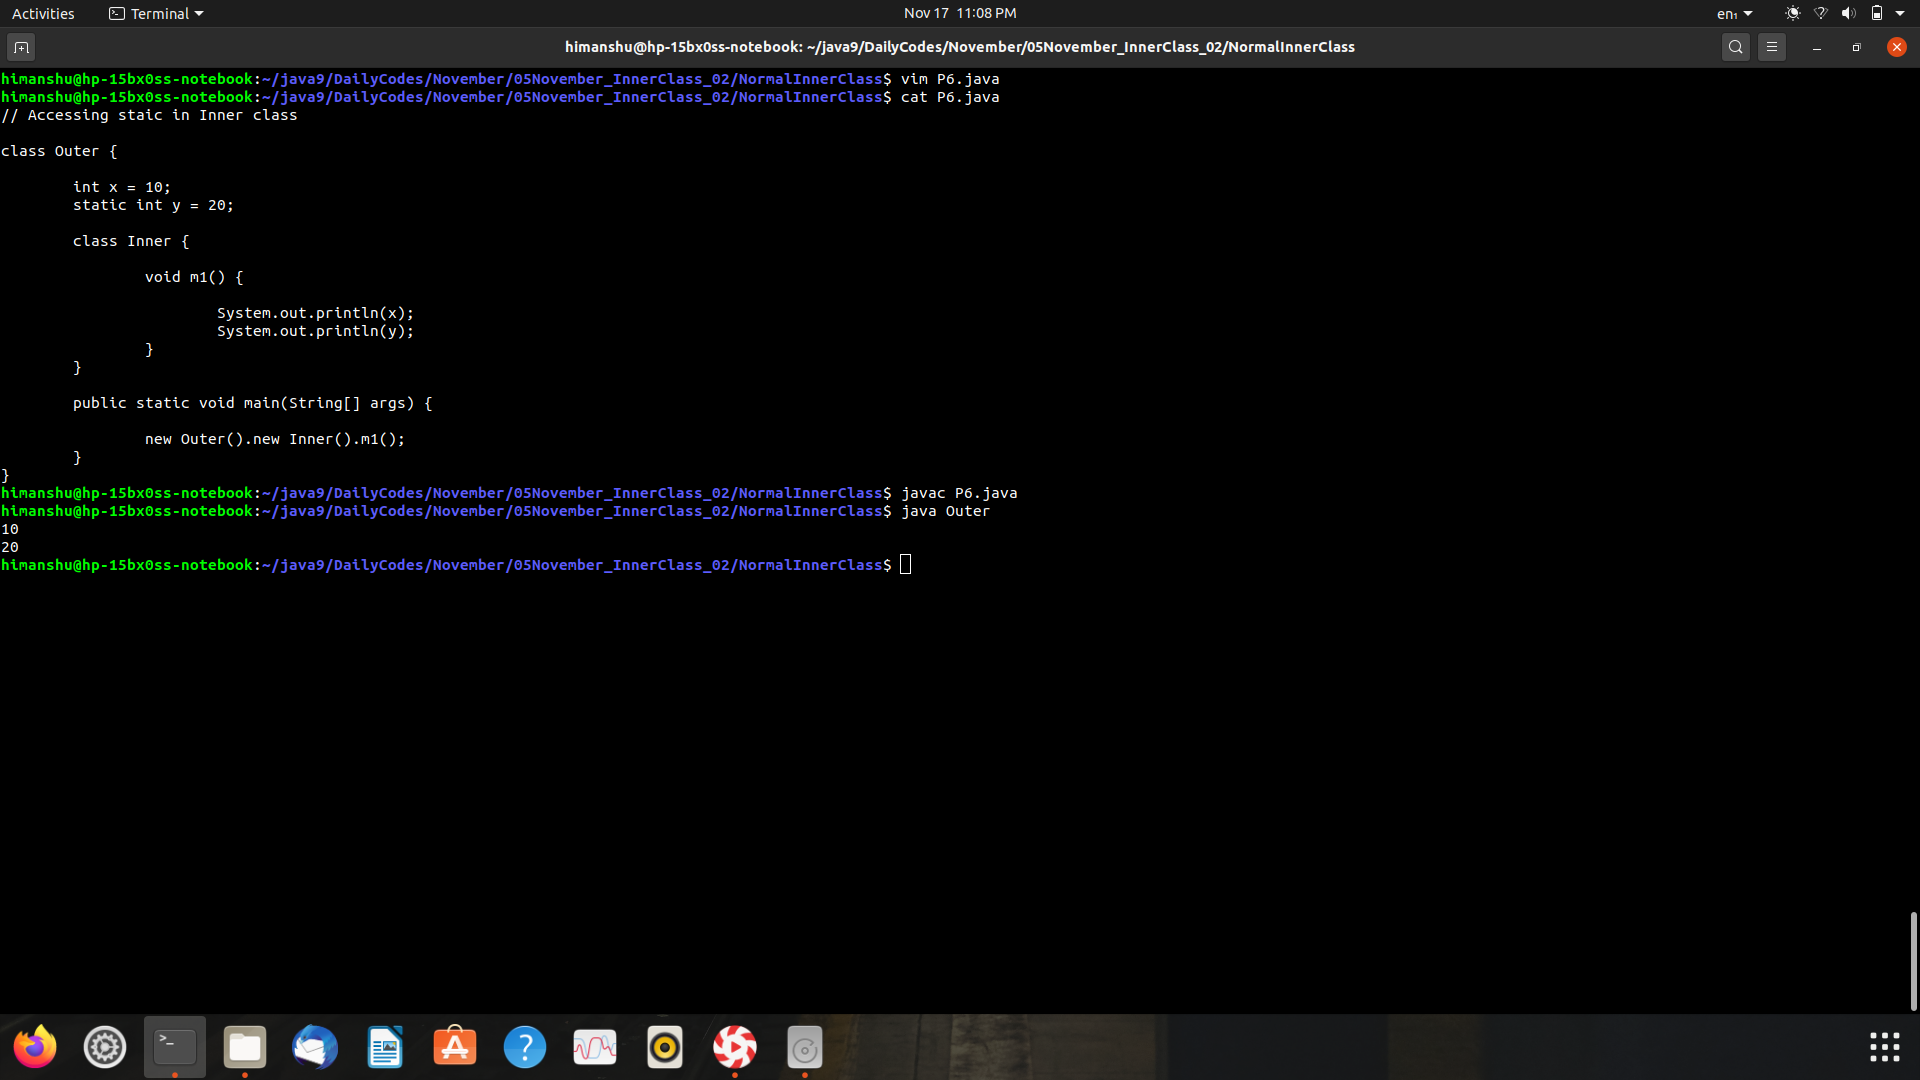 Activities Terminal Nov 17 11:08 PM en₁
himanshu@hp-15bx0ss-notebook: ~/java9/DailyCodes/November/05November_InnerClass_02/NormalInnerClass
himanshu@hp-15bx0ss-notebook:~/java9/DailyCodes/November/05November_InnerClass_02/NormalInnerClass$ vim P6.java
himanshu@hp-15bx0ss-notebook:~/java9/DailyCodes/November/05November_InnerClass_02/NormalInnerClass$ cat P6.java
// Accessing staic in Inner class
class Outer {
int x = 10;
static int y = 20;
class Inner {
void m1() {
System.out.println(x);
System.out.println(y);
}
}
public static void main(String[] args) {
new Outer().new Inner().m1();
}
}
himanshu@hp-15bx0ss-notebook:~/java9/DailyCodes/November/05November_InnerClass_02/NormalInnerClass$ javac P6.java
himanshu@hp-15bx0ss-notebook:~/java9/DailyCodes/November/05November_InnerClass_02/NormalInnerClass$ java Outer
10
20
himanshu@hp-15bx0ss-notebook:~/java9/DailyCodes/November/05November_InnerClass_02/NormalInnerClass$